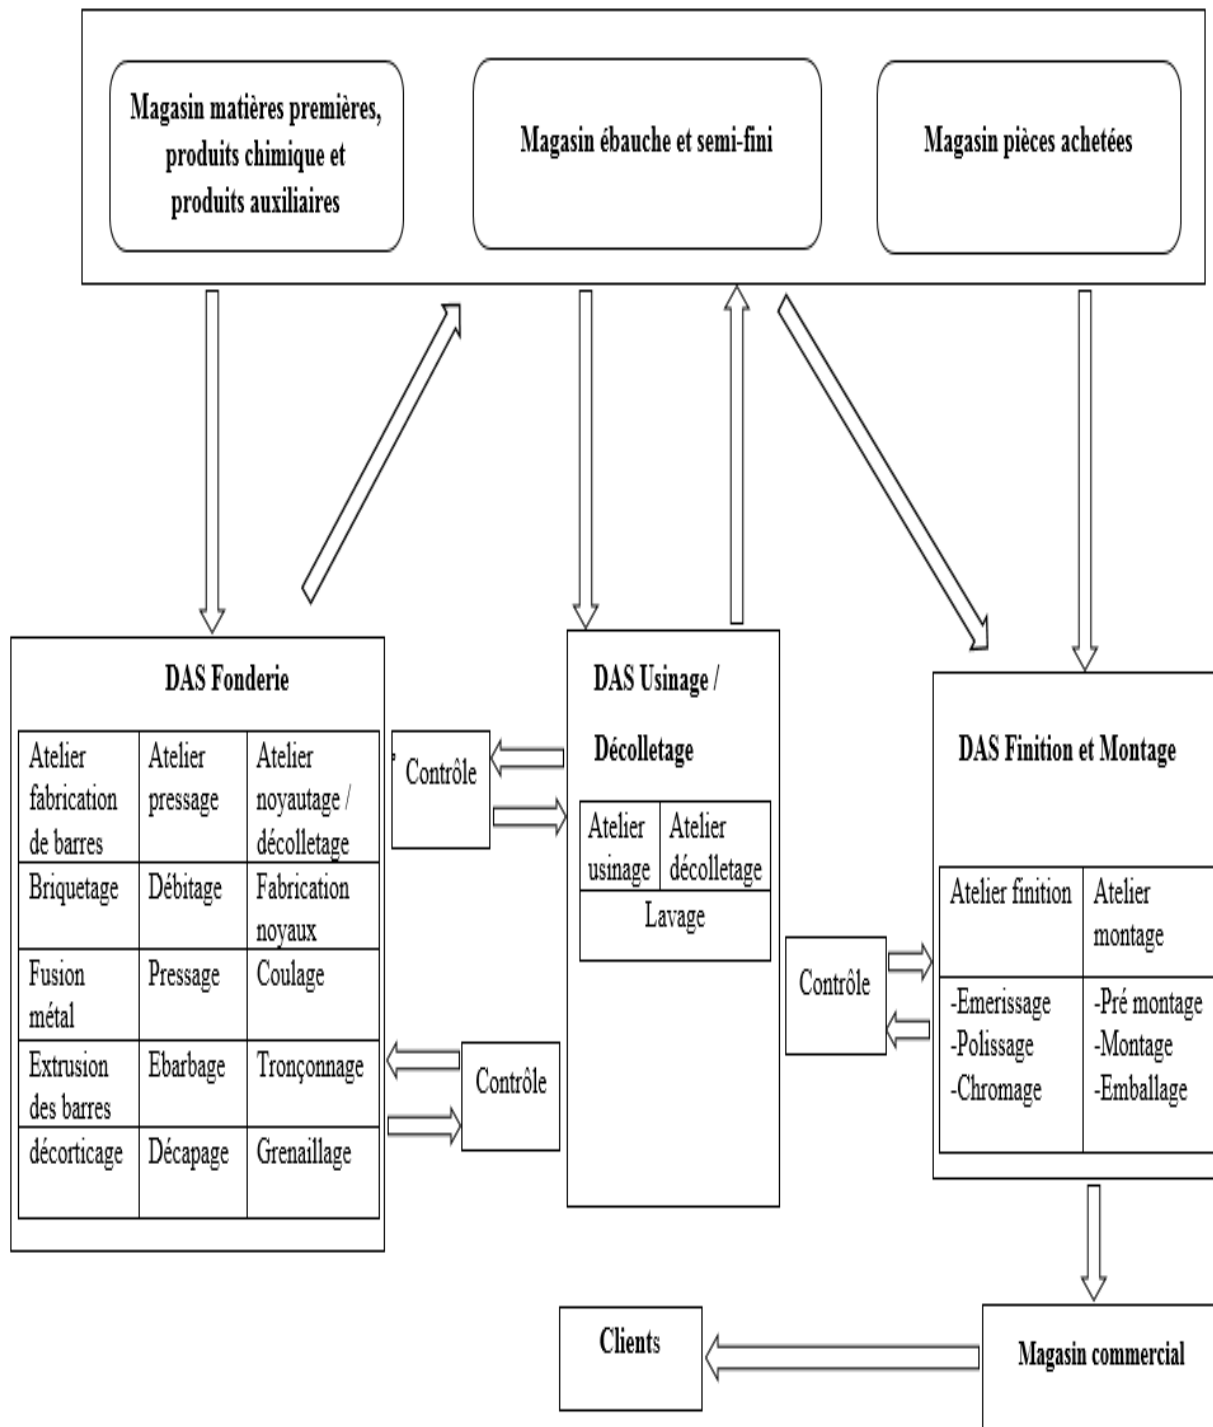 Magasin matières premières,
produits chimique et
produits auxiliaires
Magasin ébauche et semi-fini
Magasin pièces achetées
DAS Fonderie
Atelier
fabrication
de barres
Atelier
pressage
Atelier
noyautage /
décolletage
Briquetage
Débitage
Fabrication
noyaux
Fusion
métal
Pressage
Coulage
Extrusion
des barres
Ebarbage
Tronçonnage
décorticage
Décapage
Grenaillage
Contrôle
Contrôle
DAS Usinage /
Décolletage
Atelier
usinage
Atelier
décolletage
Lavage
Contrôle
DAS Finition et Montage
Atelier finition
Atelier
montage
-Emerissage
-Polissage
-Chromage
-Pré montage
-Montage
-Emballage
Clients
Magasin commercial